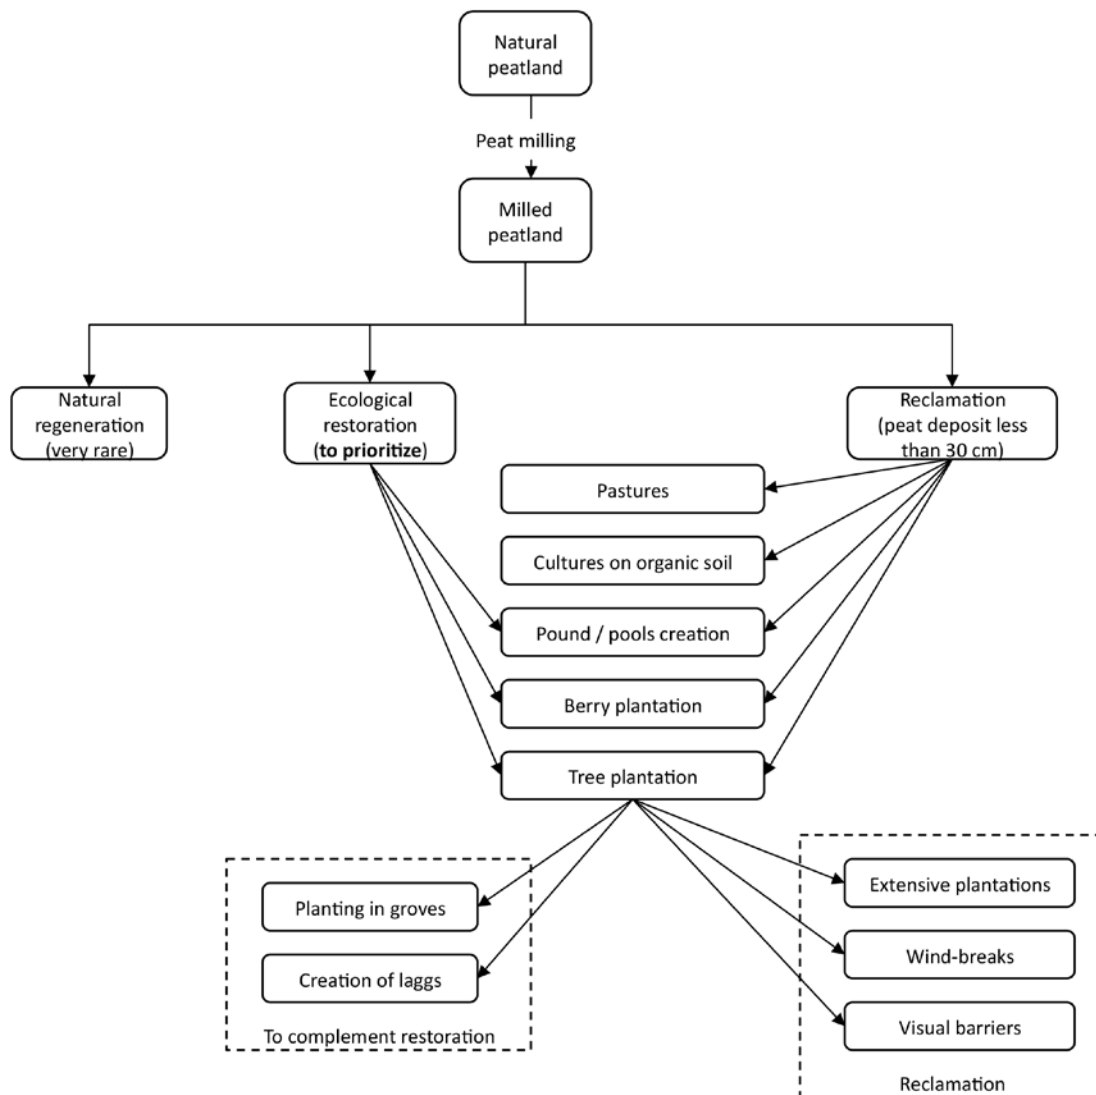 Natural
peatland
Peat milling
Milled
peatland
Natural
regeneration
(very rare)
Ecological
restoration
(to prioritize)
Reclamation
(peat deposit less
than 30 cm)
Pastures
Cultures on organic soil
Pound / pools creation
Berry plantation
Tree plantation
Planting in groves
Creation of laggs
To complement restoration
Extensive plantations
Wind-breaks
Visual barriers
Reclamation